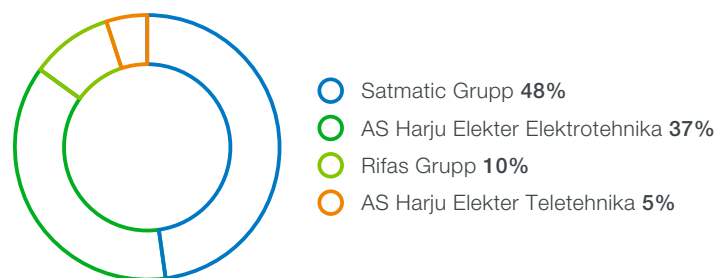 Satmatic Grupp 48%
AS Harju Elekter Elektrotehnika 37%
Rifas Grupp 10%
AS Harju Elekter Teletehnika 5%